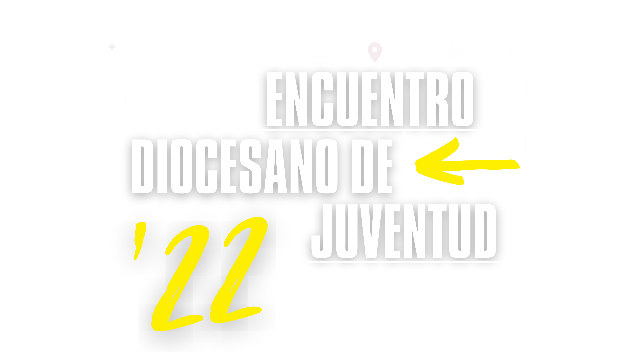 ENCUENTRO
DIOCESANO DE
JUVENTUD
'22